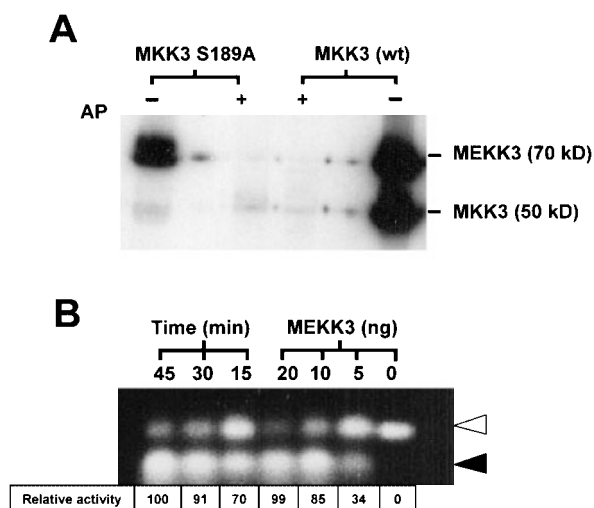 A
MKK3 S189A MKK3 (wt)
AP − + + −
MEKK3 (70 kD)
MKK3 (50 kD)
B
Time (min) MEKK3 (ng)
45 30 15 20 10 5 0
Relative activity 100 91 70 99 85 34 0